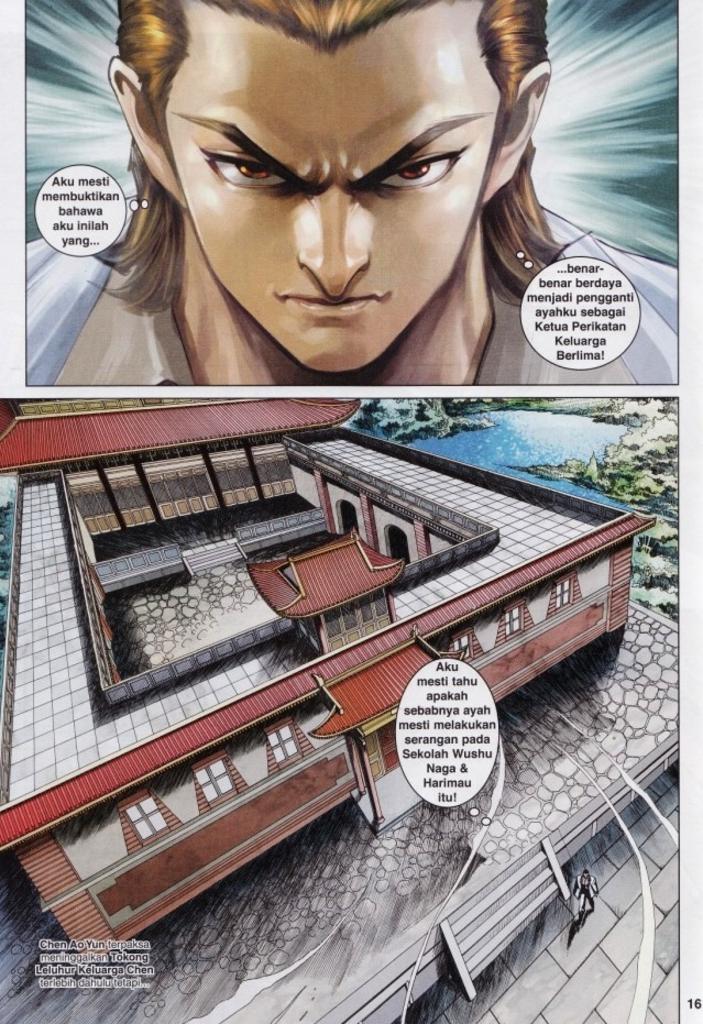 Aku mesti
membuktikan
bahawa
aku inilah
yang...
...benar-
benar berdaya
menjadi pengganti
ayahku sebagai
Ketua Perikatan
Keluarga
Berlima!
Aku
mesti tahu
apakah
sebabnya ayah
mesti melakukan
serangan pada
Sekolah Wushu
Naga &
Harimau
itu!
Chen Ao Yun terpaksa
meninggalkan Tokong
Leluhur Keluarga Chen
terlebih dahulu tetapi...
16